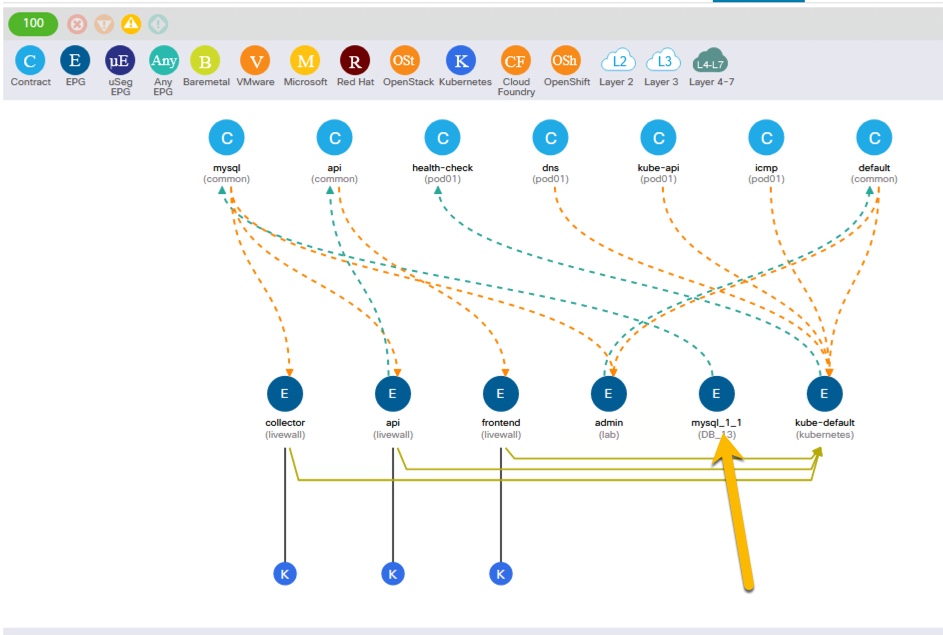 100
C E μE Any B V M R OSt K CF OSh L2 L3 L4-L7
Contract EPG uSeg Any Baremetal VMware Microsoft Red Hat OpenStack Kubernetes Cloud OpenShift Layer 2 Layer 3 Layer 4-7
EPG EPG Foundry
C C C C C C C
mysql api health-check dns kube-api icmp default
(common) (common) (pod01) (pod01) (pod01) (pod01) (common)
E E E E E E
collector api frontend admin mysql_1_1 kube-default
(livewall) (livewall) (livewall) (lab) (DB_13) (kubernetes)
K K K